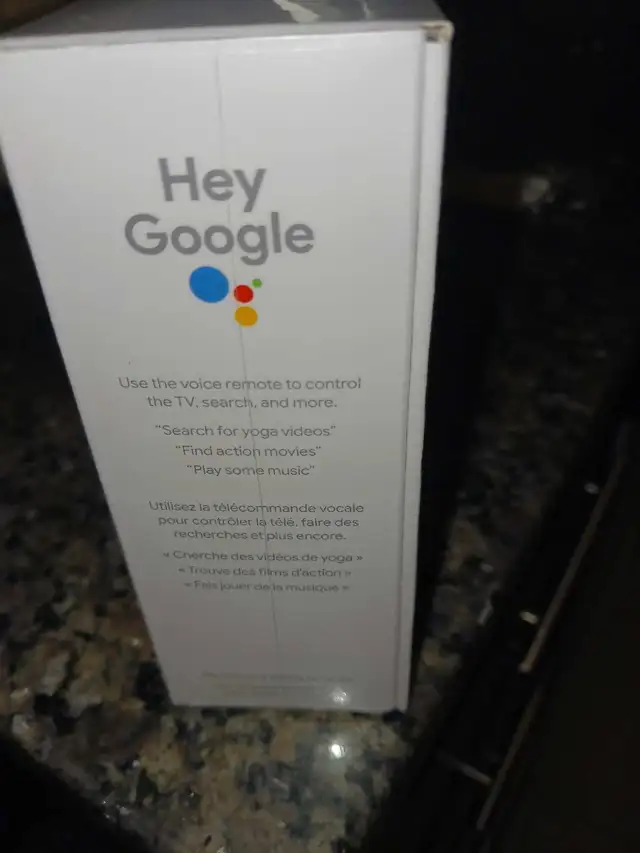 Hey
Google
Use the voice remote to control
the TV, search, and more.
"Search for yoga videos"
"Find action movies"
"Play some music"
Utilisez la télécommande vocale
pour contrôler la télé, faire des
recherches et plus encore.
« Cherche des vidéos de yoga »
« Trouve des films d'action »
« Fais jouer de la musique »